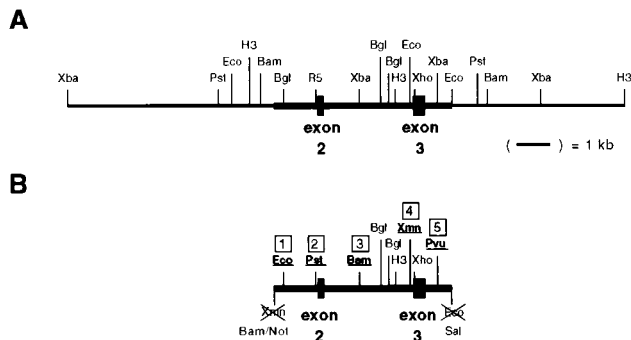 A
H3
Bgl
Eco
Eco
Bam
Bgl
Xba
Pst
Xba
Pst
Bgl
R5
Xba
H3
Xho
Eco
Bam
Xba
H3
exon
2
exon
3
( ) = 1 kb
B
4
Bgl
Xmn
1
2
3
5
Eco
Pst
Bam
Bgl
Pvu
H3
Xho
Xmn
exon
exon
Eco
Bam/Not
2
3
Sal